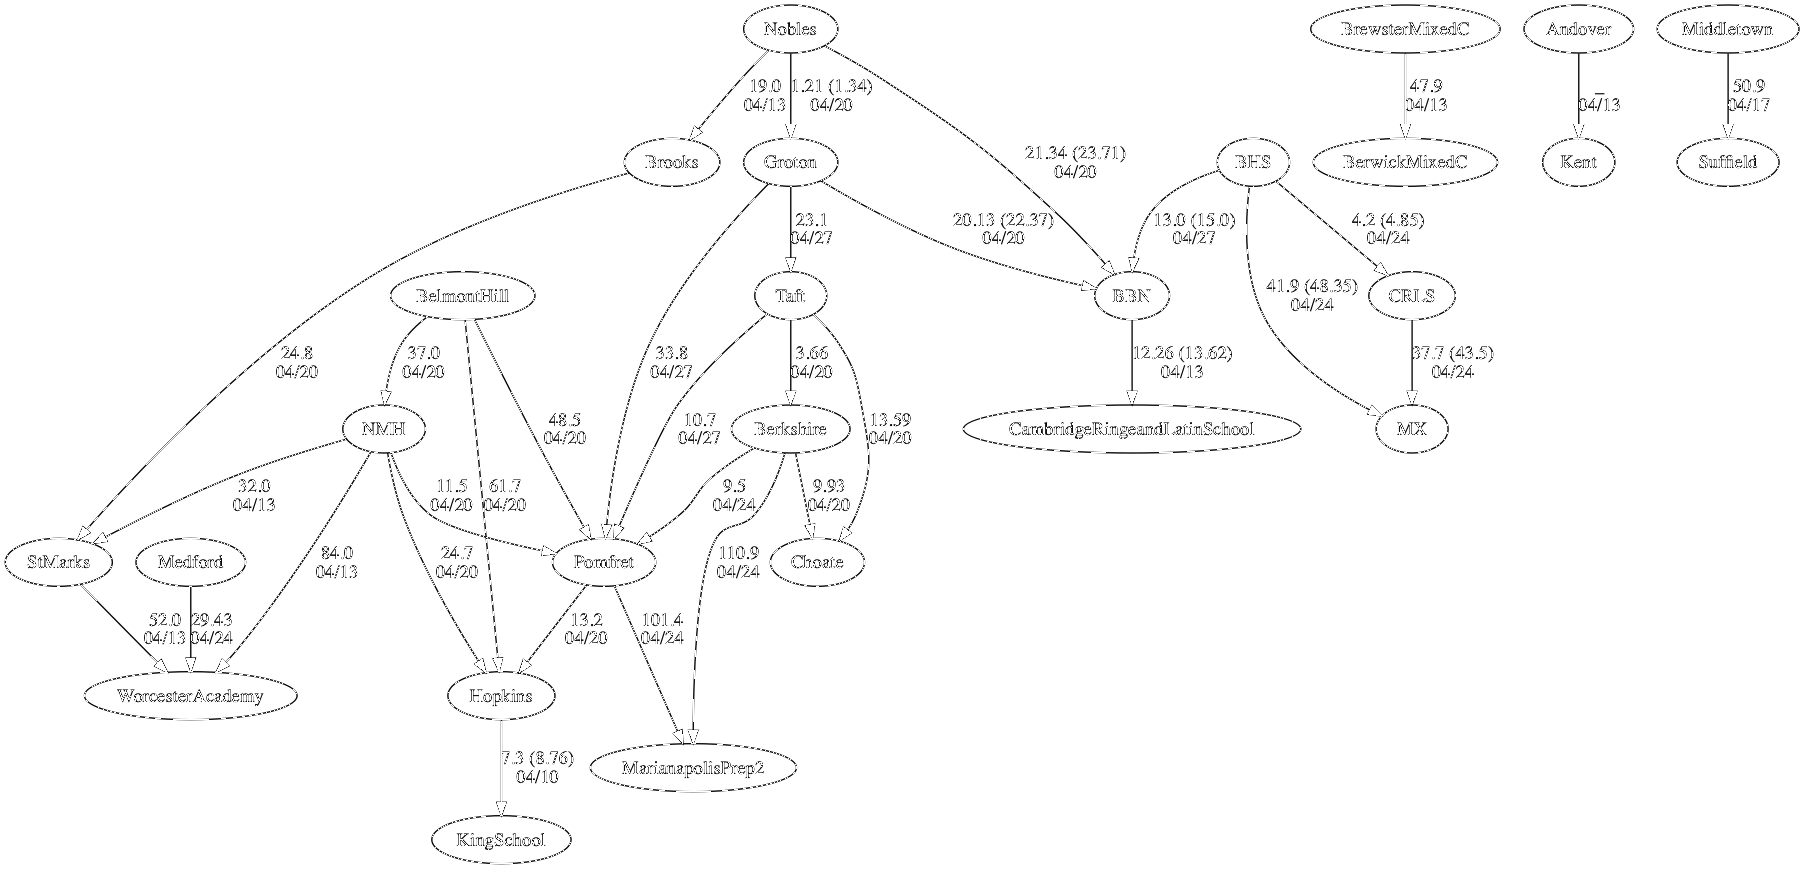 Nobles
BrewsterMixedC
Andover
Middletown
19.0
04/13
1.21 (1.34)
04/20
47.9
04/13
_
04/13
50.9
04/17
Brooks
Groton
21.34 (23.71)
04/20
BHS
BerwickMixedC
Kent
Suffield
23.1
04/27
20.13 (22.37)
04/20
13.0 (15.0)
04/27
4.2 (4.85)
04/24
BelmontHill
Taft
BBN
41.9 (48.35)
04/24
CRLS
24.8
04/20
37.0
04/20
33.8
04/27
3.66
04/20
12.26 (13.62)
04/13
37.7 (43.5)
04/24
NMH
48.5
04/20
10.7
04/27
Berkshire
13.59
04/20
CambridgeRingeandLatinSchool
MX
32.0
04/13
11.5
04/20
61.7
04/20
9.5
04/24
9.93
04/20
StMarks
Medford
84.0
04/13
24.7
04/20
Pomfret
110.9
04/24
Choate
52.0
04/13
29.43
04/24
13.2
04/20
101.4
04/24
WorcesterAcademy
Hopkins
7.3 (8.76)
04/10
MarianapolisPrep2
KingSchool